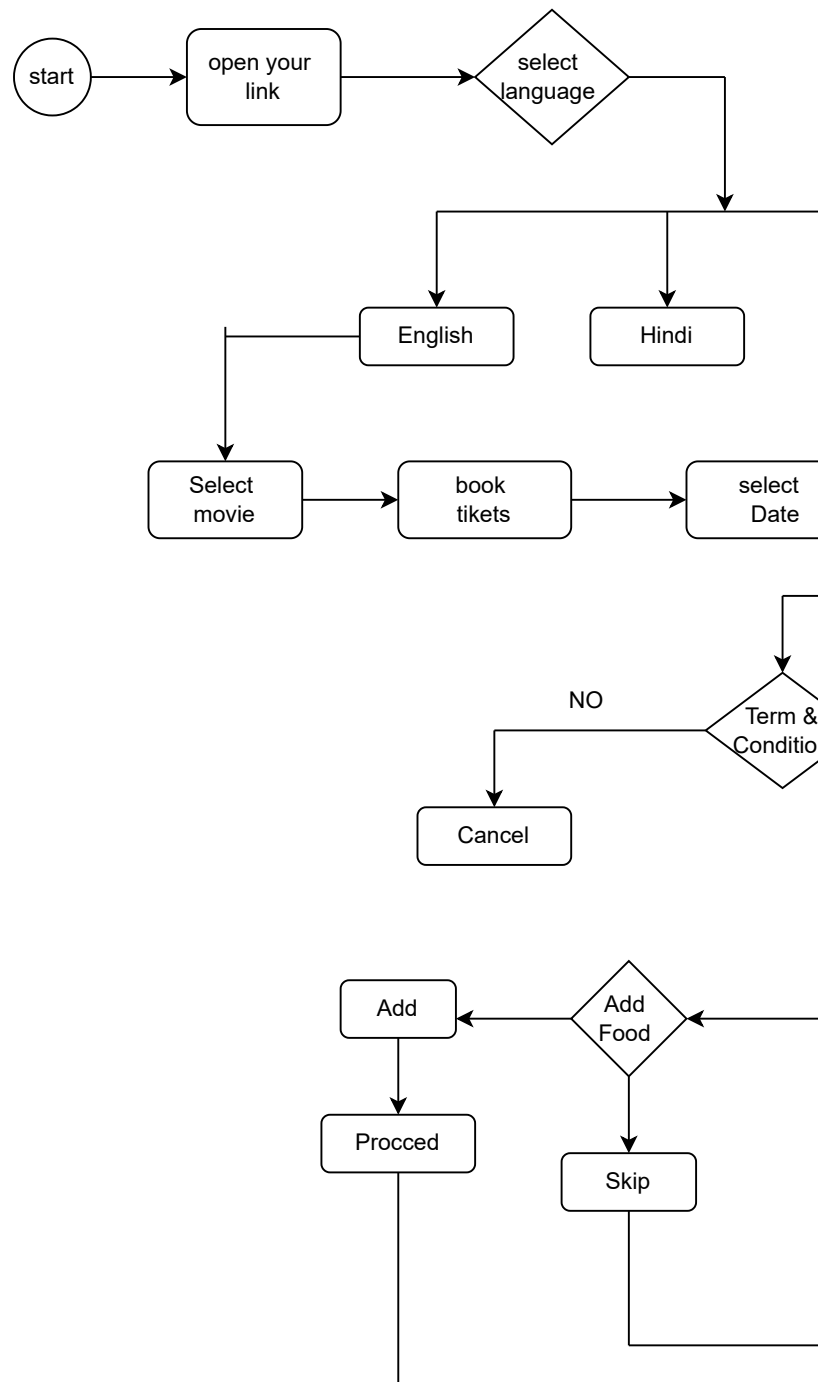 start
open your
link
select
language
English
Hindi
Select
movie
book
tikets
select
Date
NO
Term &
Conditio
Cancel
Add
Add
Food
Procced
Skip